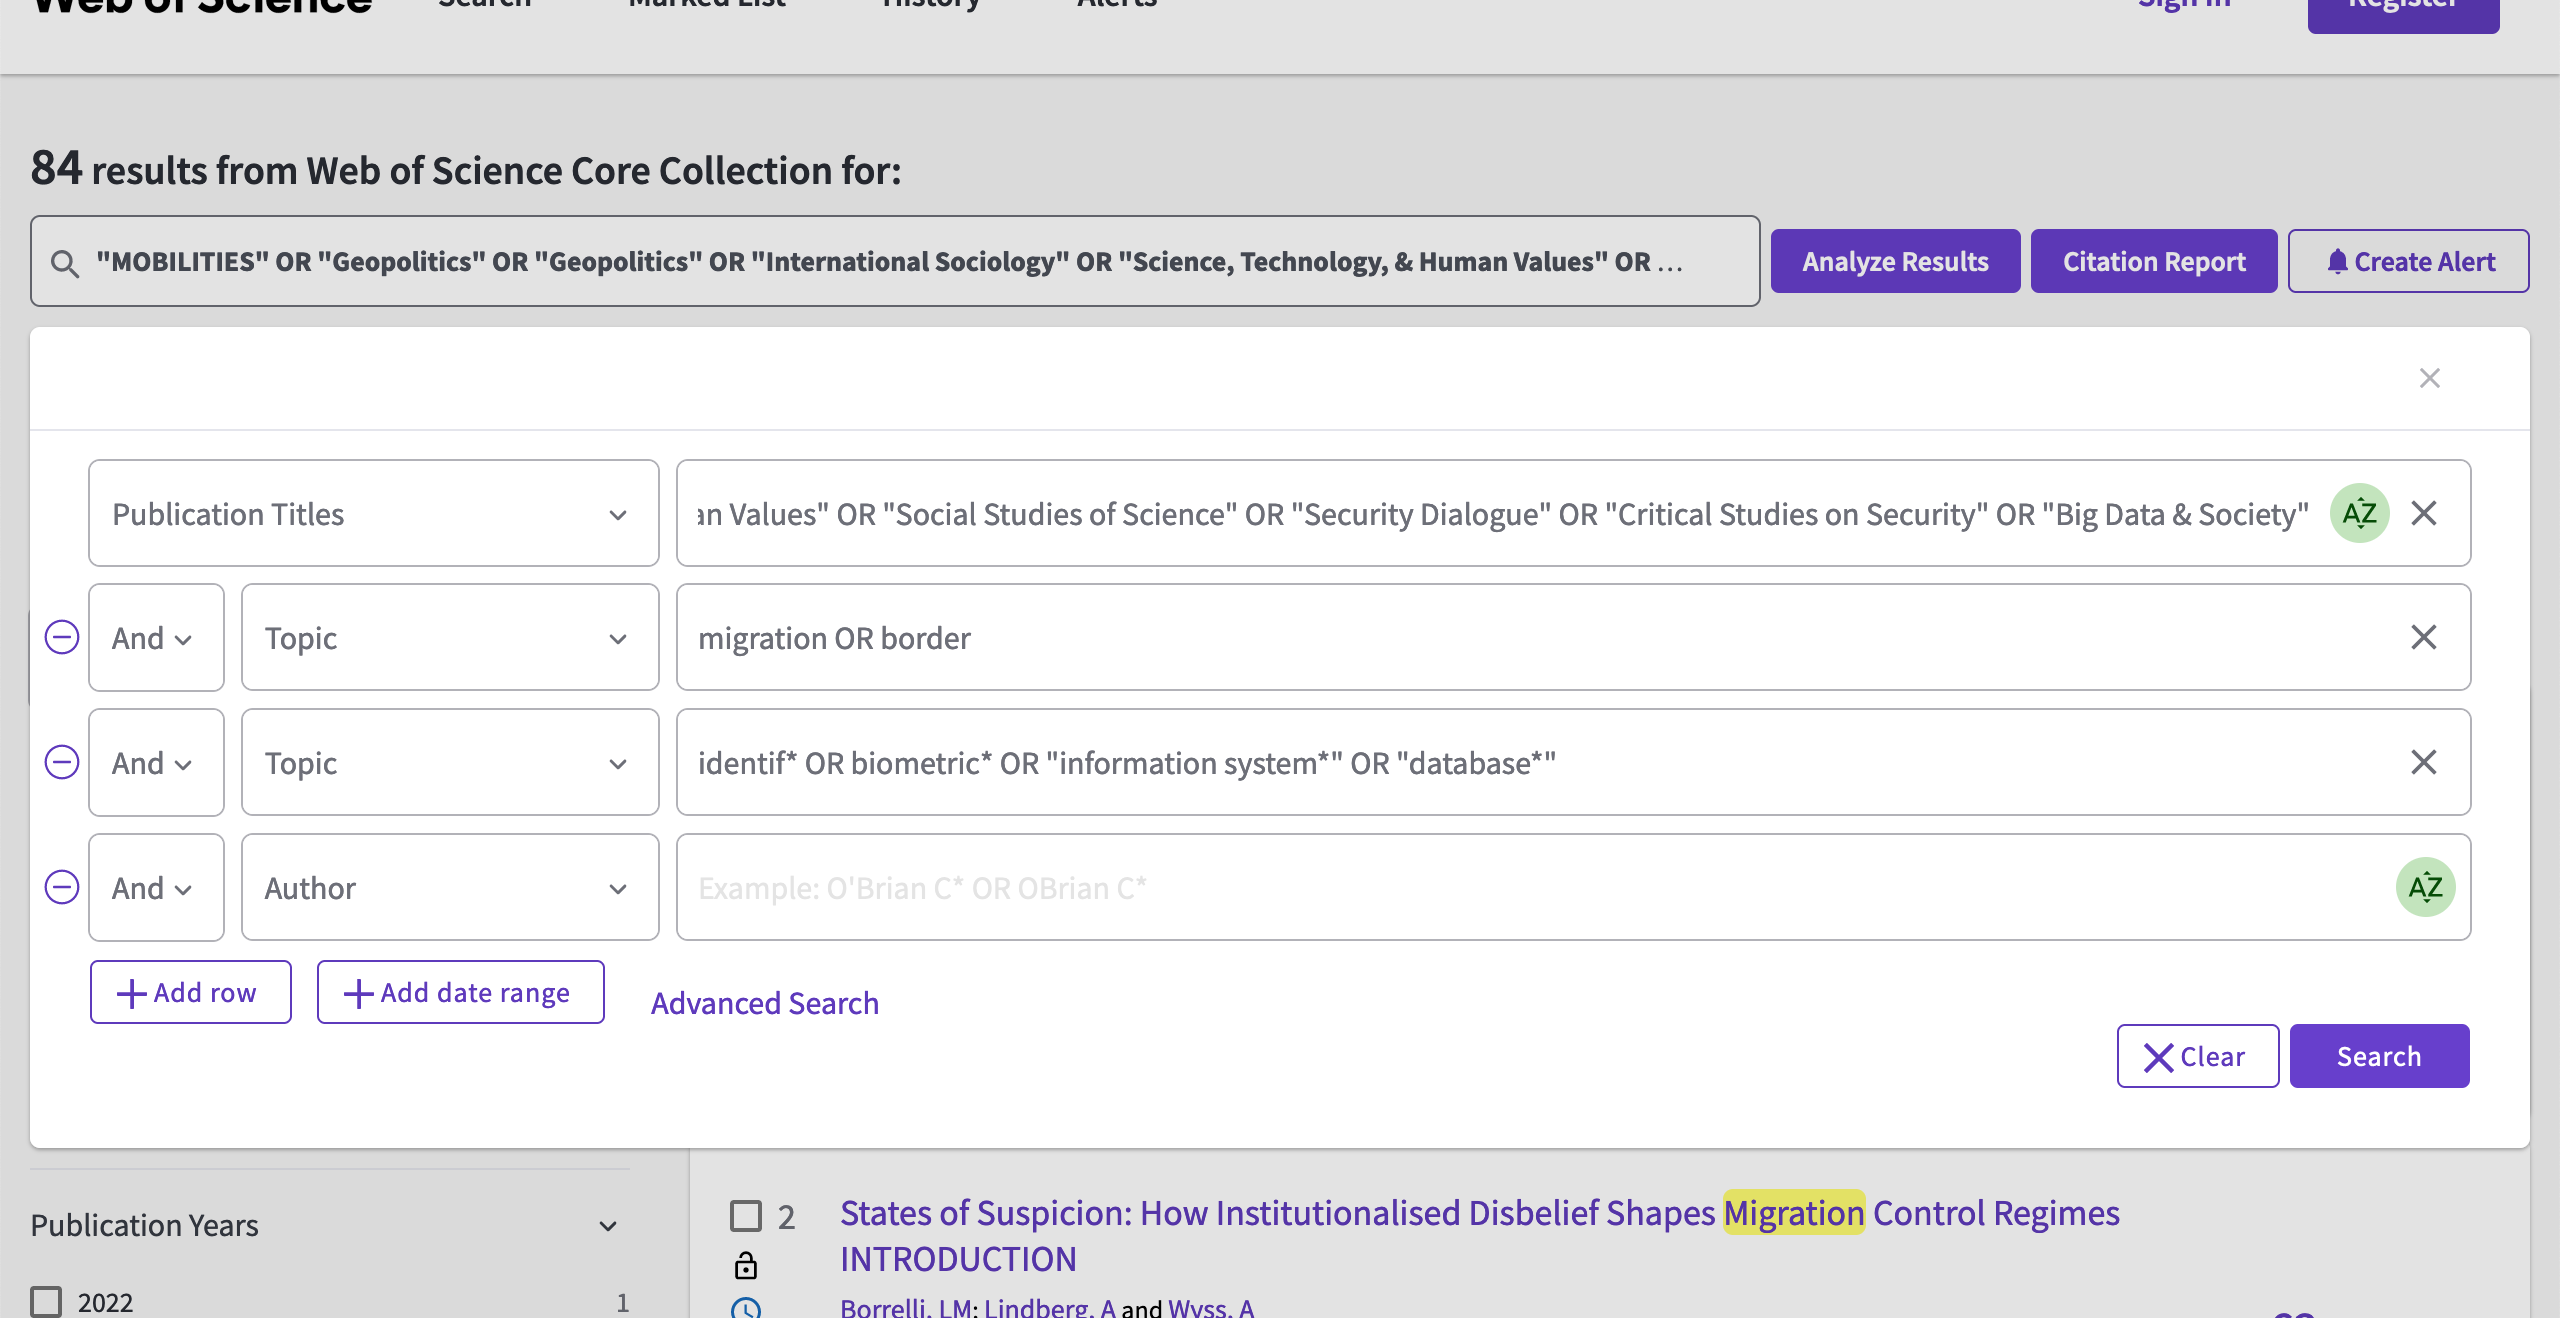 Web of Science Search Marked List History Alerts Sign In Register
84 results from Web of Science Core Collection for:
"MOBILITIES" OR "Geopolitics" OR "Geopolitics" OR "International Sociology" OR "Science, Technology, & Human Values" OR ...
Analyze Results Citation Report Create Alert
Publication Titles an Values" OR "Social Studies of Science" OR "Security Dialogue" OR "Critical Studies on Security" OR "Big Data & Society" AZ
And Topic migration OR border
And Topic identif* OR biometric* OR "information system*" OR "database*"
And Author Example: O'Brian C* OR OBrian C* AZ
Add row Add date range Advanced Search
Clear Search
Publication Years
2022 1
2 States of Suspicion: How Institutionalised Disbelief Shapes Migration Control Regimes
INTRODUCTION
Borrelli, LM; Lindberg, A and Wyss, A